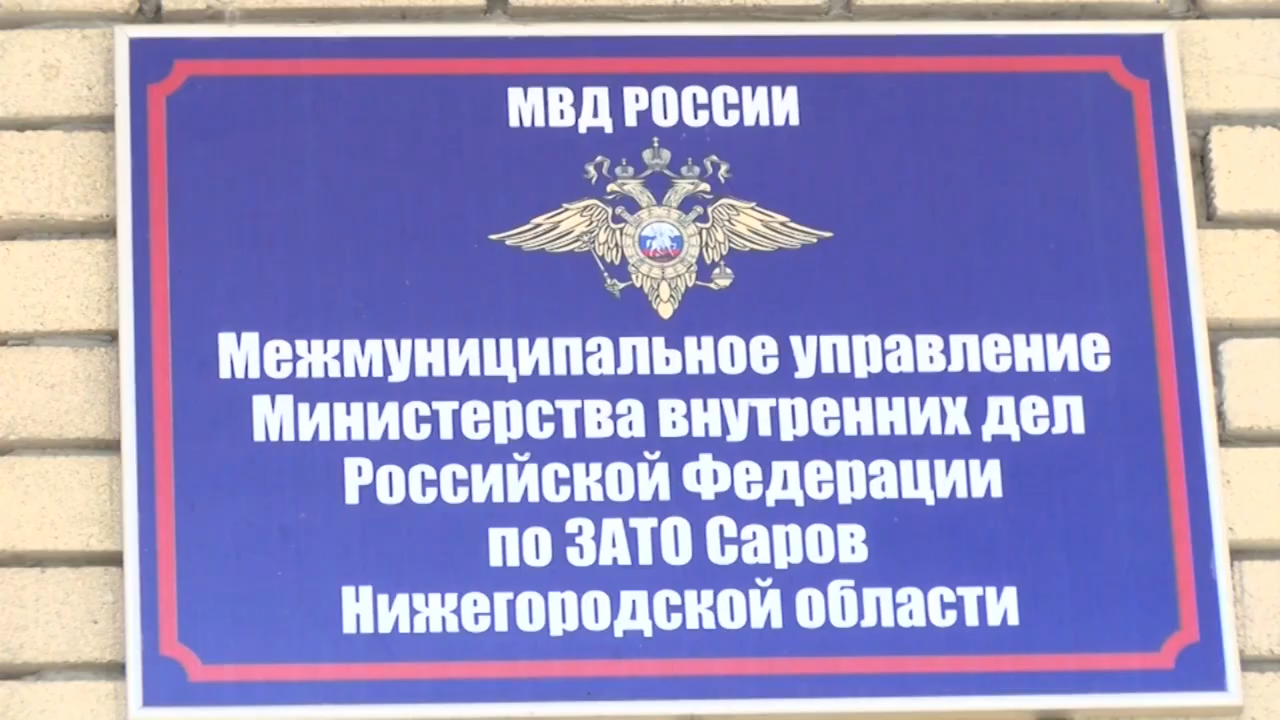 МВД РОССИИ
Межмуниципальное управление
Министерства внутренних дел
Российской Федерации
по ЗАТО Саров
Нижегородской области